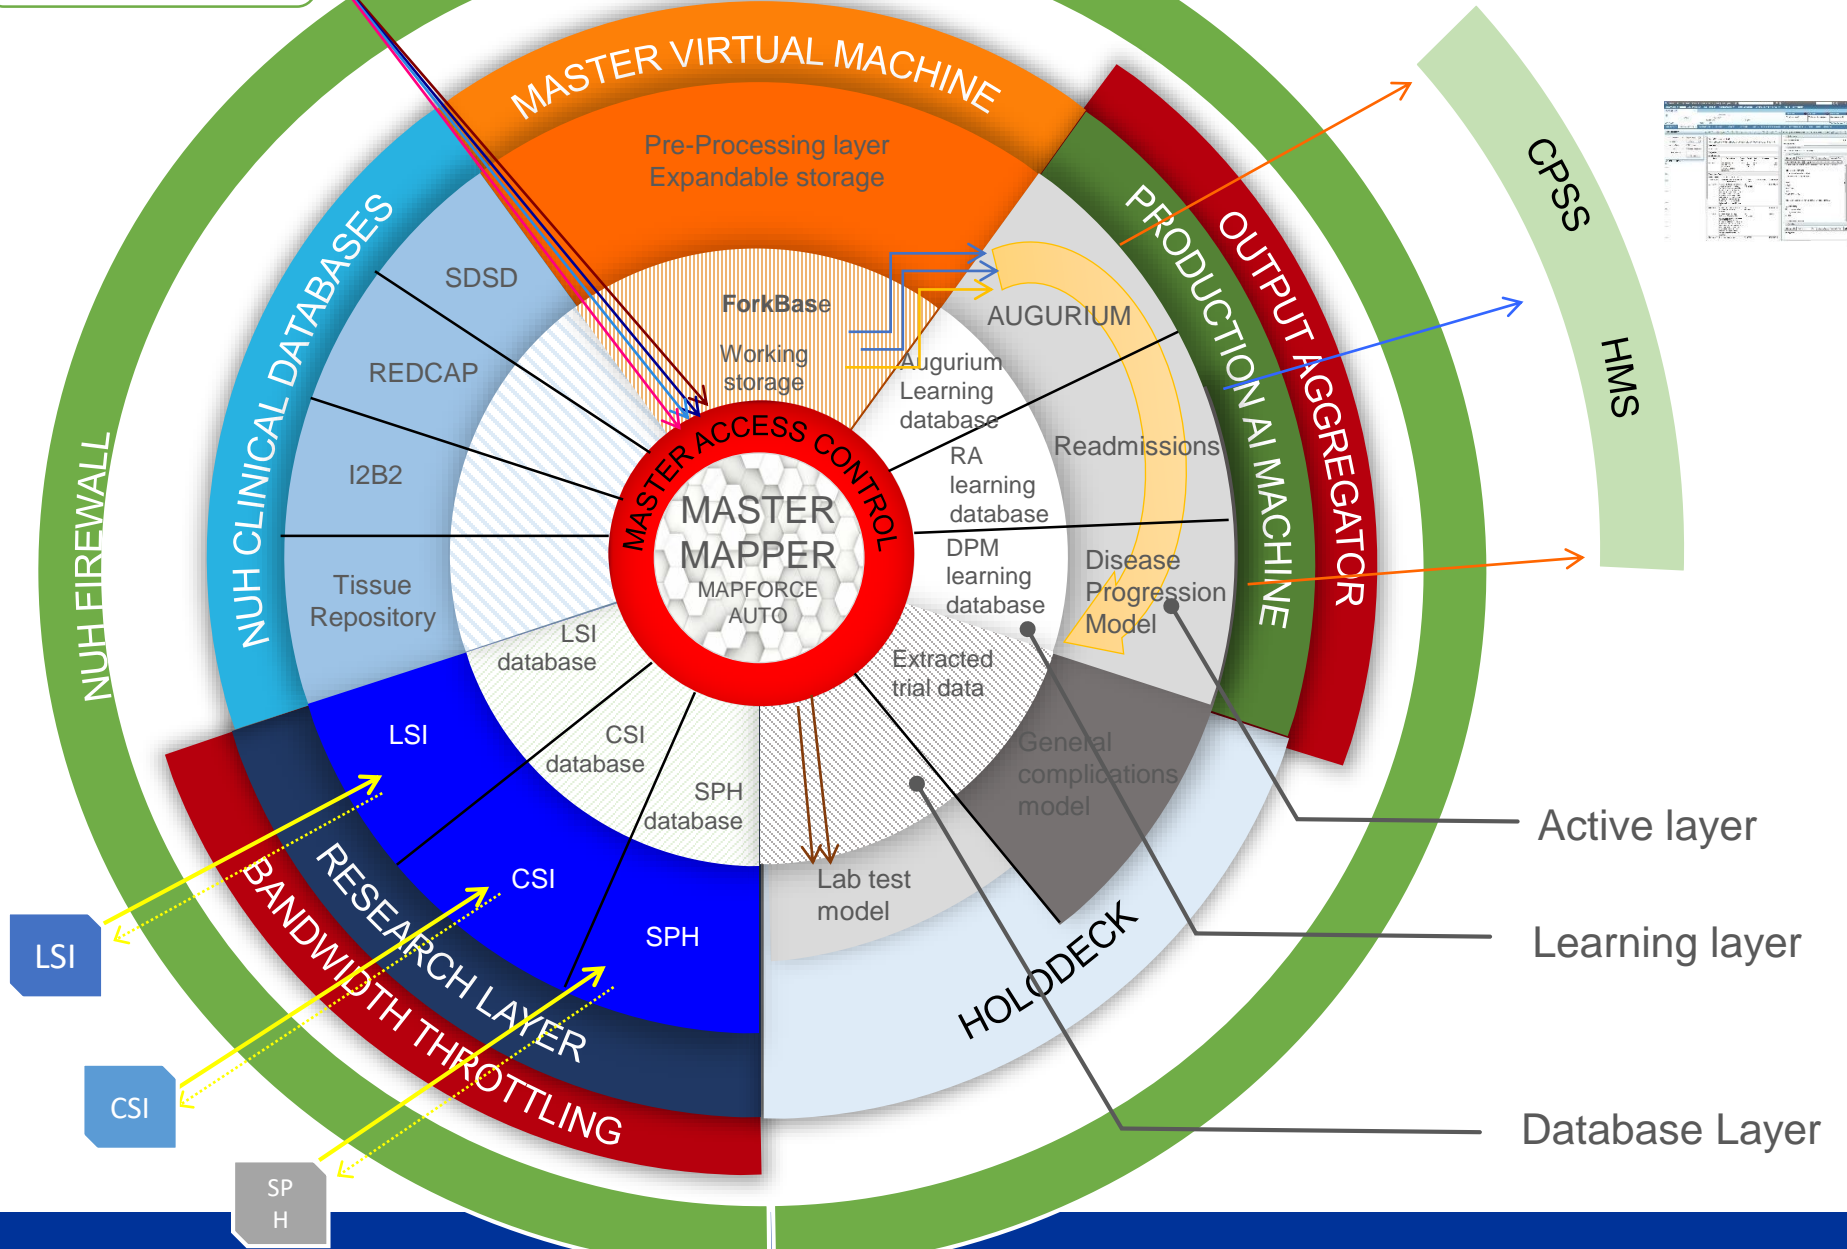 MASTER VIRTUAL MACHINE
Pre-Processing layer
Expandable storage
NUH CLINICAL DATABASES
SDSD
REDCAP
I2B2
Tissue
Repository
NUH FIREWALL
ForkBase
Working
storage
AUGURIUM
Augurium
Learning
database
Readmissions
RA
learning
database
DPM
learning
database
Disease
Progression
Model
PRODUCTION AI MACHINE
OUTPUT AGGREGATOR
CPSS
HMS
MASTER ACCESS CONTROL
MASTER
MAPPER
MAPFORCE
AUTO
LSI
database
CSI
database
SPH
database
Extracted
trial data
General
complications
model
Lab test
model
HOLODECK
LSI
CSI
SPH
RESEARCH LAYER
BANDWIDTH THROTTLING
LSI
CSI
SP
H
Active layer
Learning layer
Database Layer